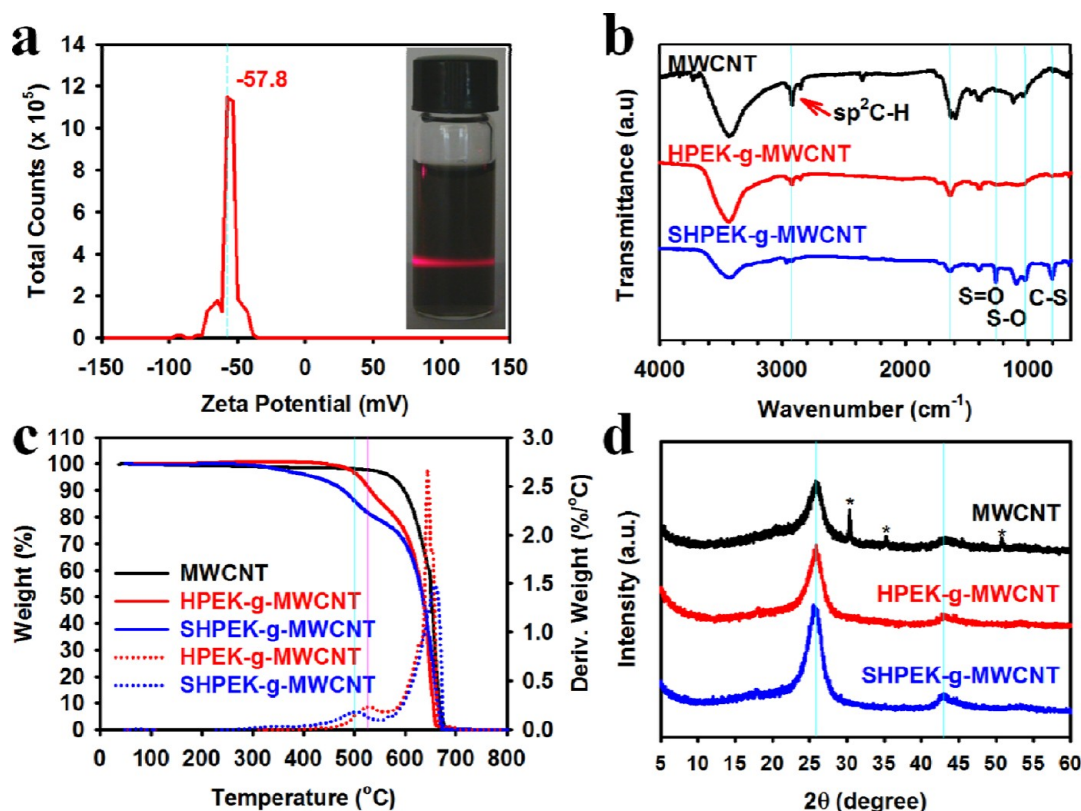 a
14
12
10
8
6
4
2
0
Total Counts (x 10⁵)
-57.8
-150 -100 -50 0 50 100 150
Zeta Potential (mV)
b
MWCNT
sp²C-H
HPEK-g-MWCNT
SHPEK-g-MWCNT
S=O
S-O
C-S
Transmittance (a.u)
4000 3000 2000 1000
Wavenumber (cm⁻¹)
c
110
100
90
80
70
60
50
40
30
20
10
0
Weight (%)
MWCNT
HPEK-g-MWCNT
SHPEK-g-MWCNT
HPEK-g-MWCNT
SHPEK-g-MWCNT
3.0
2.5
2.0
1.5
1.0
0.5
0.0
Deriv. Weight (%/°C)
0 100 200 300 400 500 600 700 800
Temperature (°C)
d
* * *
MWCNT
HPEK-g-MWCNT
SHPEK-g-MWCNT
Intensity (a.u.)
5 10 15 20 25 30 35 40 45 50 55 60
2θ (degree)